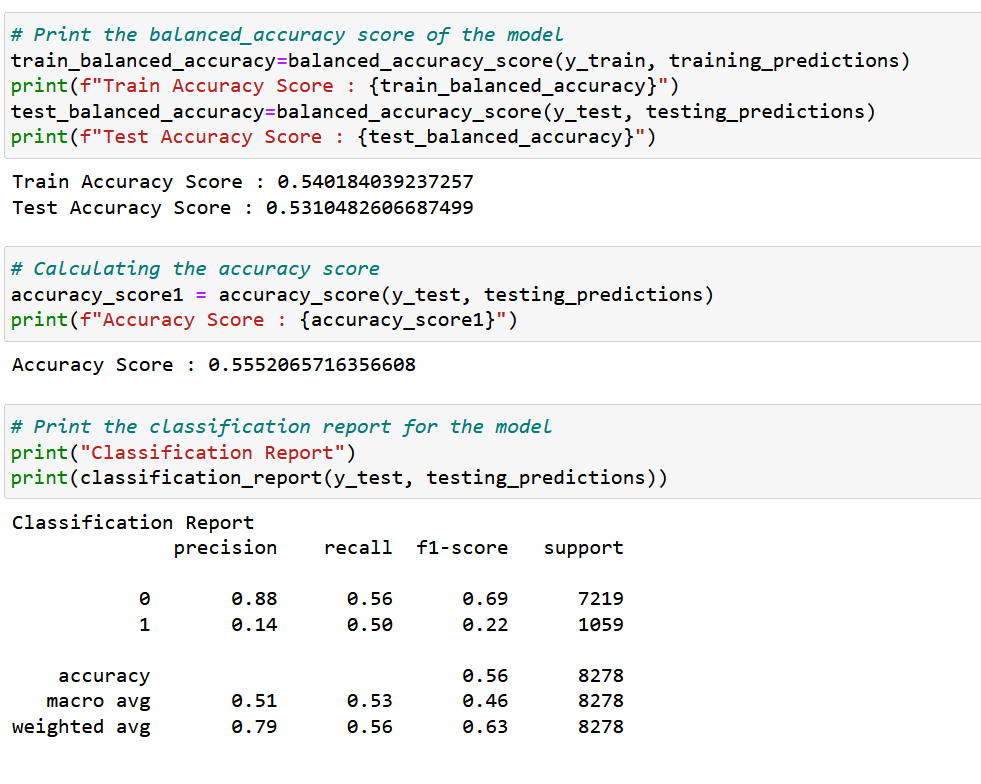 # Print the balanced_accuracy score of the model
train_balanced_accuracy=balanced_accuracy_score(y_train, training_predictions)
print(f"Train Accuracy Score : {train_balanced_accuracy}")
test_balanced_accuracy=balanced_accuracy_score(y_test, testing_predictions)
print(f"Test Accuracy Score : {test_balanced_accuracy}")
Train Accuracy Score : 0.540184039237257
Test Accuracy Score : 0.5310482606687499
# Calculating the accuracy score
accuracy_score1 = accuracy_score(y_test, testing_predictions)
print(f"Accuracy Score : {accuracy_score1}")
Accuracy Score : 0.5552065716356608
# Print the classification report for the model
print("Classification Report")
print(classification_report(y_test, testing_predictions))
Classification Report
precision recall f1-score support
0 0.88 0.56 0.69 7219
1 0.14 0.50 0.22 1059
accuracy 0.56 8278
macro avg 0.51 0.53 0.46 8278
weighted avg 0.79 0.56 0.63 8278